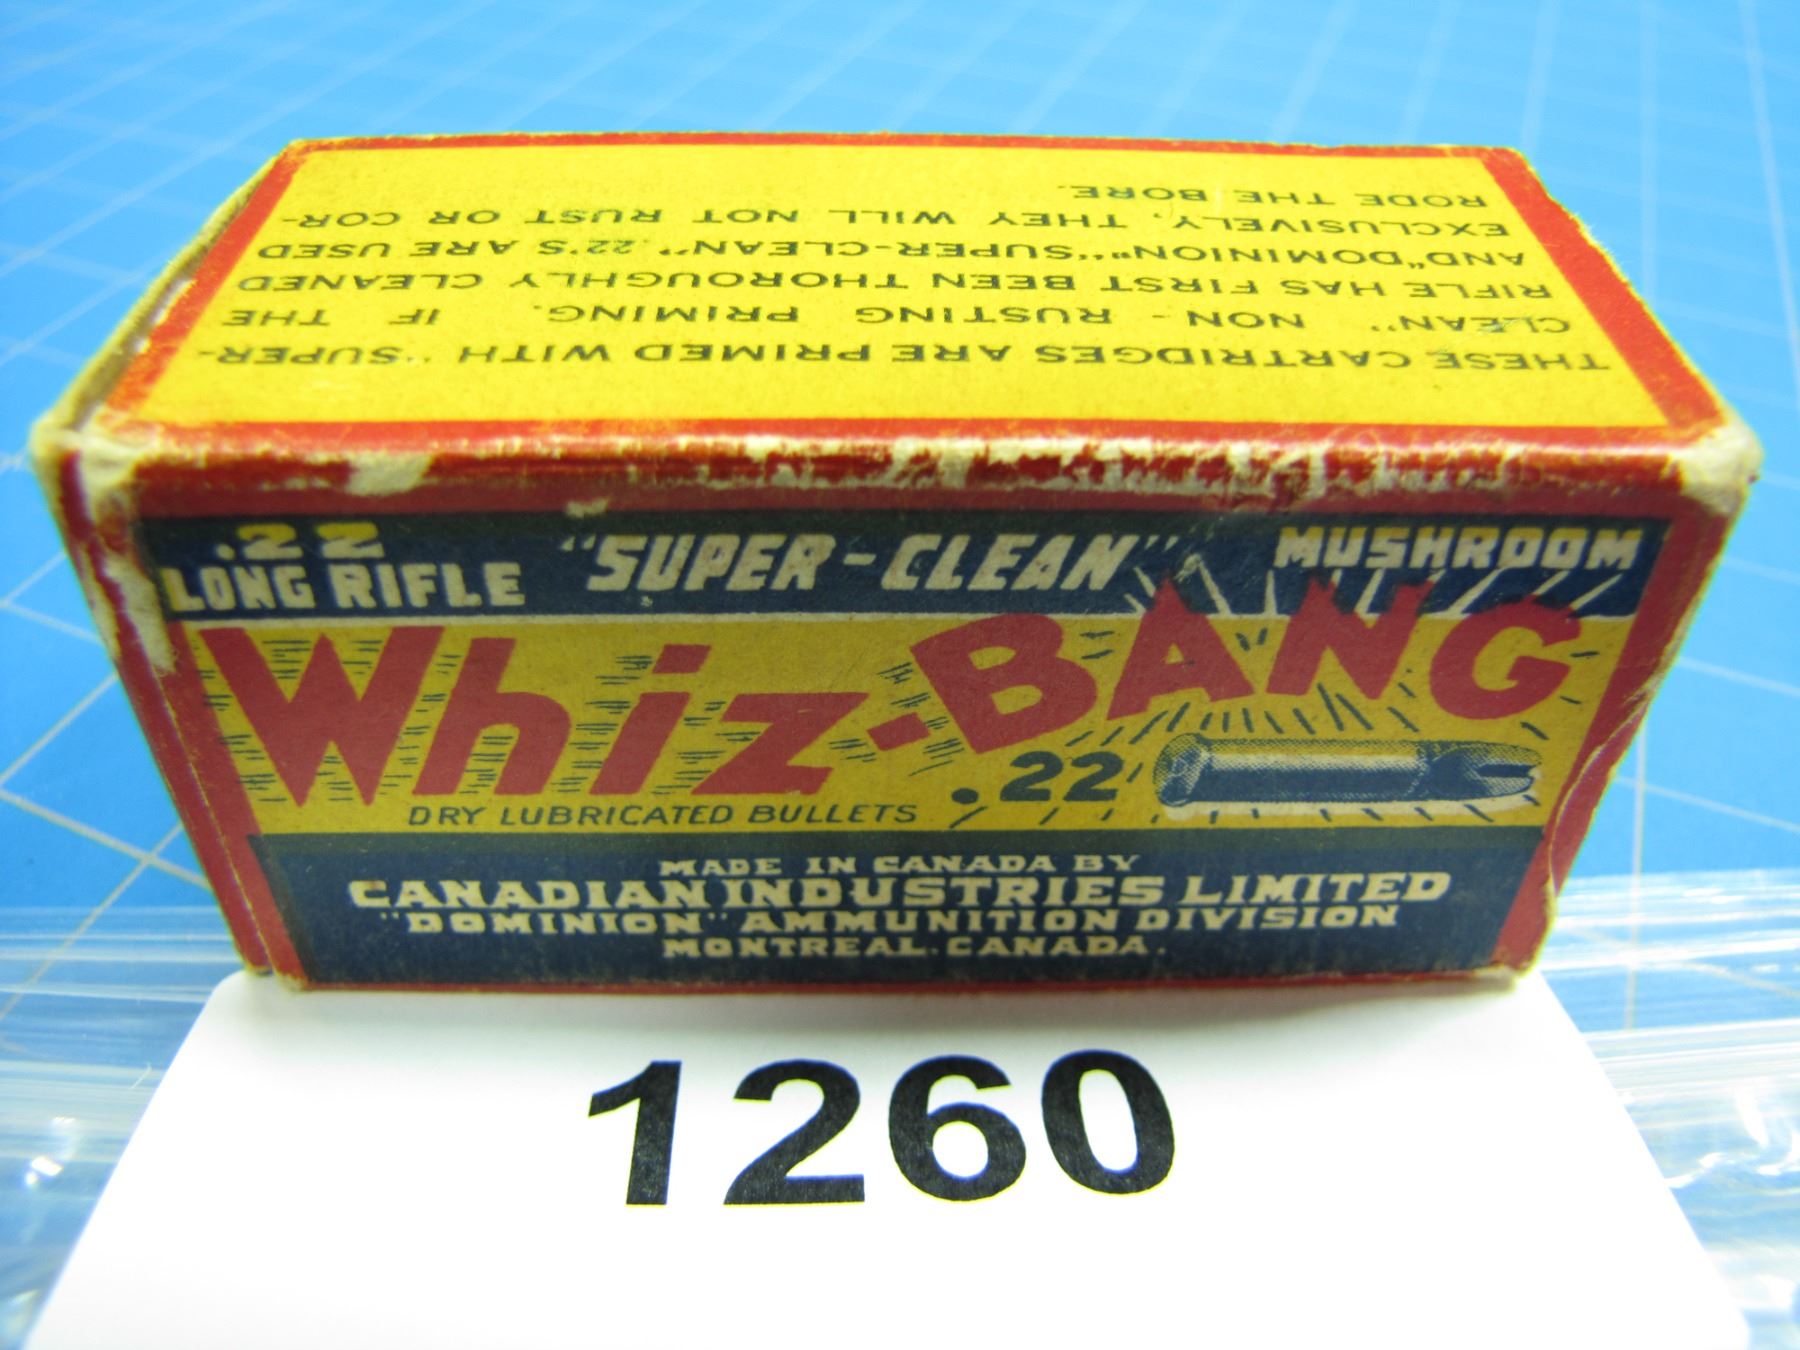 THESE CARTRIDGES ARE PRIMED WITH "SUPER-
CLEAN" NON-RUSTING PRIMING. IF THE
RIFLE HAS FIRST BEEN THOROUGHLY CLEANED
AND "DOMINION" "SUPER-CLEAN" .22'S ARE USED
EXCLUSIVELY, THEY WILL NOT RUST OR COR-
RODE THE BORE.
.22
LONG RIFLE
"SUPER-CLEAN"
MUSHROOM
Whiz-BANG
.22
DRY LUBRICATED BULLETS
MADE IN CANADA BY
CANADIAN INDUSTRIES LIMITED
"DOMINION" AMMUNITION DIVISION
MONTREAL.CANADA.
1260